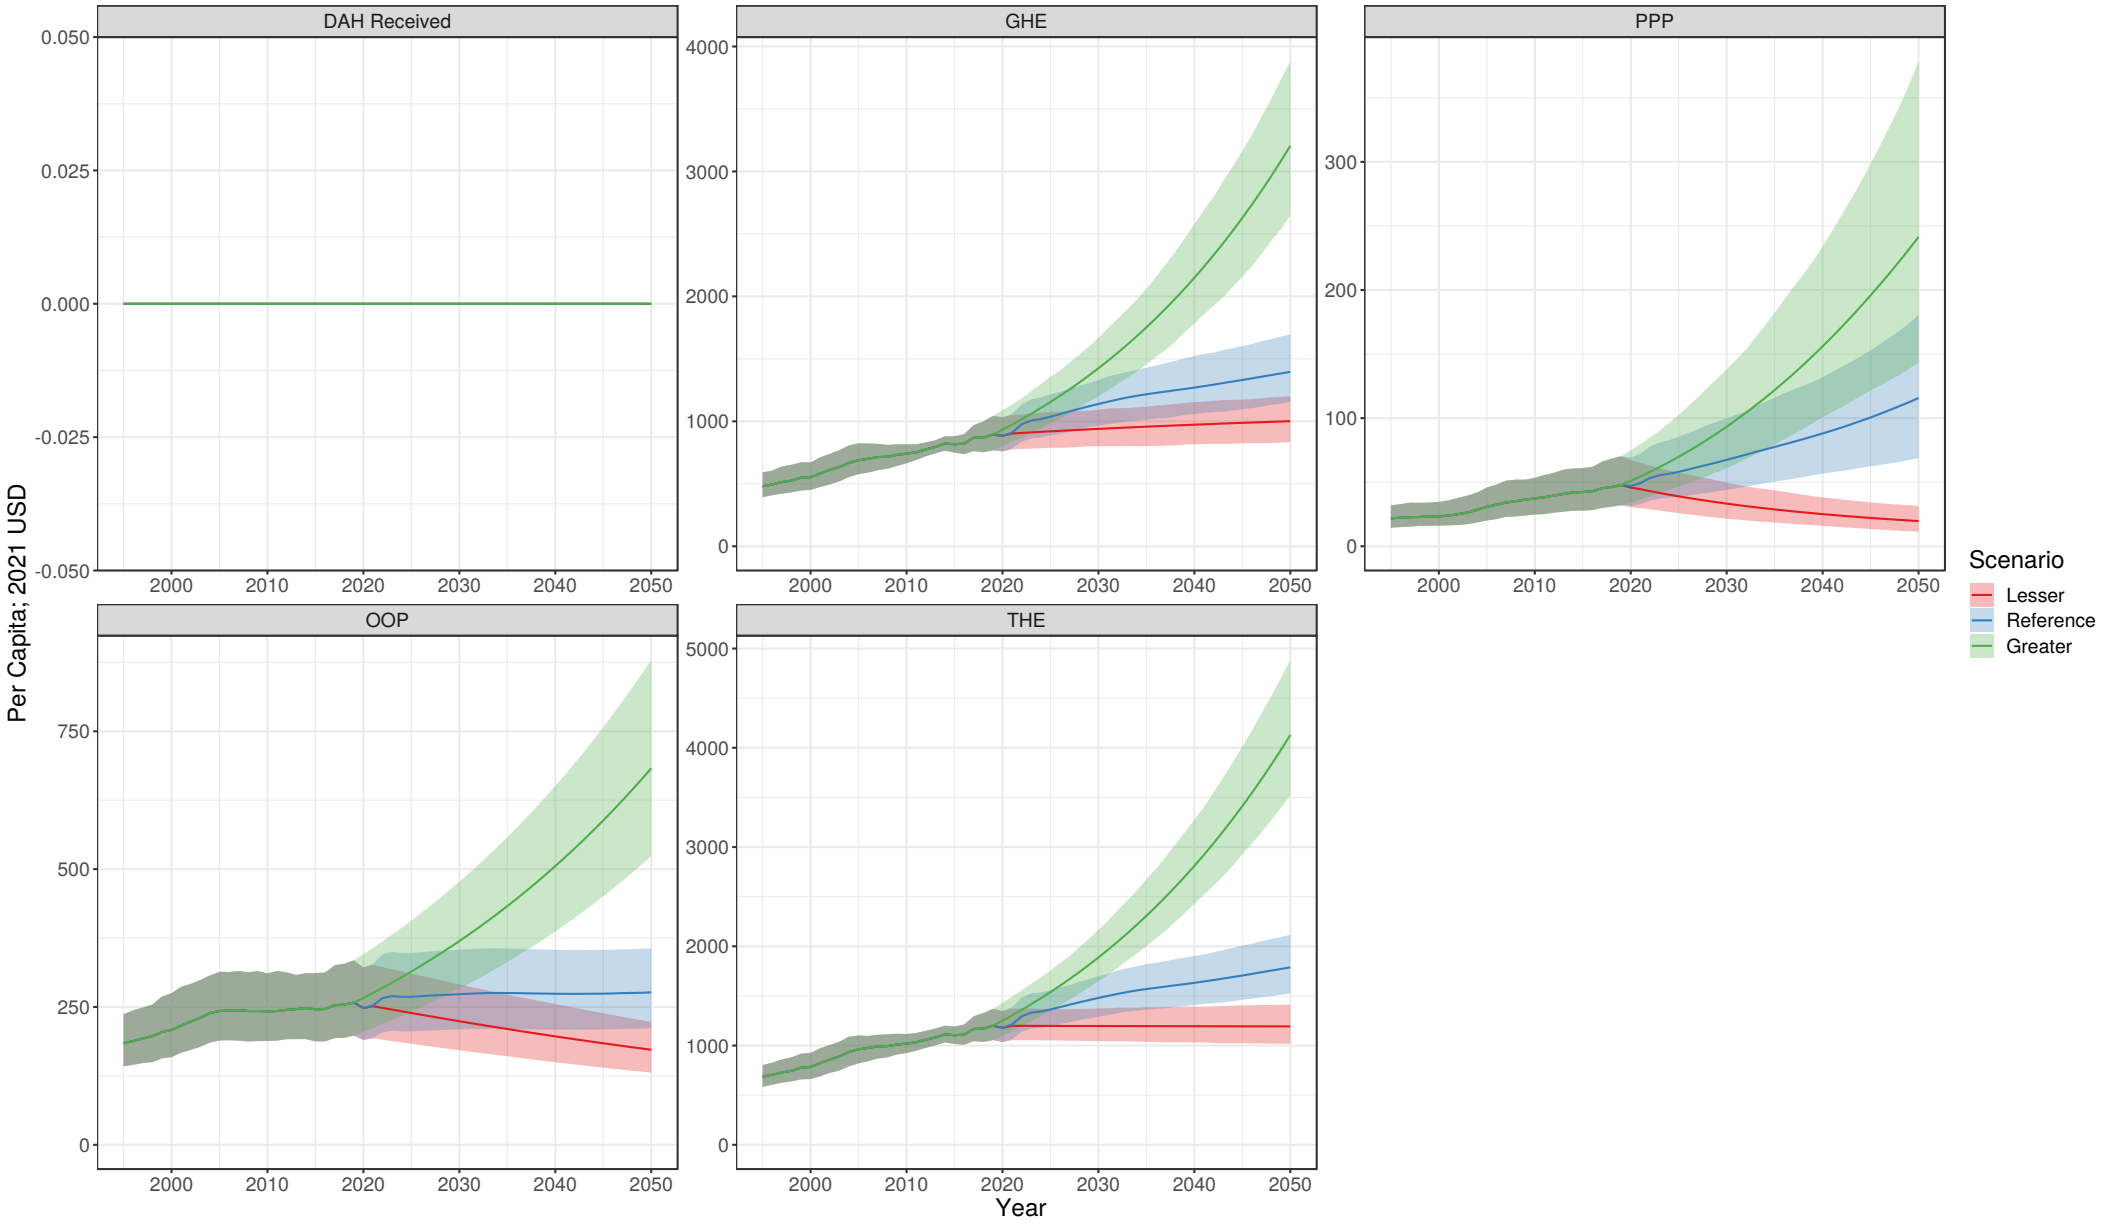 DAH Received
GHE
PPP
0.050
0.025
0.000
-0.025
-0.050
4000
3000
2000
1000
0
300
200
100
0
2000 2010 2020 2030 2040 2050
2000 2010 2020 2030 2040 2050
2000 2010 2020 2030 2040 2050
OOP
THE
750
500
250
0
5000
4000
3000
2000
1000
0
2000 2010 2020 2030 2040 2050
2000 2010 2020 2030 2040 2050
Year
Per Capita; 2021 USD
Scenario
Lesser
Reference
Greater